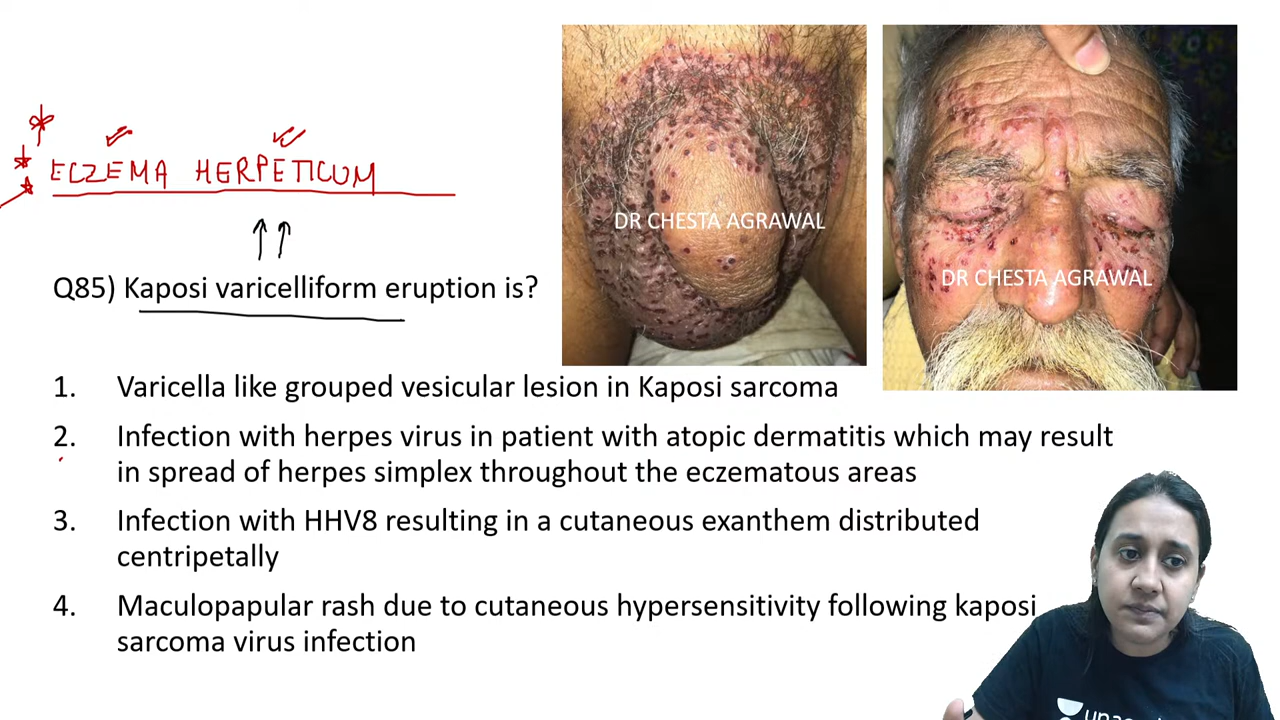 ECZEMA HERPETICUM
Q85) Kaposi varicelliform eruption is?
DR CHESTA AGRAWAL
DR CHESTA AGRAWAL
1. Varicella like grouped vesicular lesion in Kaposi sarcoma
2. Infection with herpes virus in patient with atopic dermatitis which may result
in spread of herpes simplex throughout the eczematous areas
3. Infection with HHV8 resulting in a cutaneous exanthem distributed
centripetally
4. Maculopapular rash due to cutaneous hypersensitivity following kaposi
sarcoma virus infection